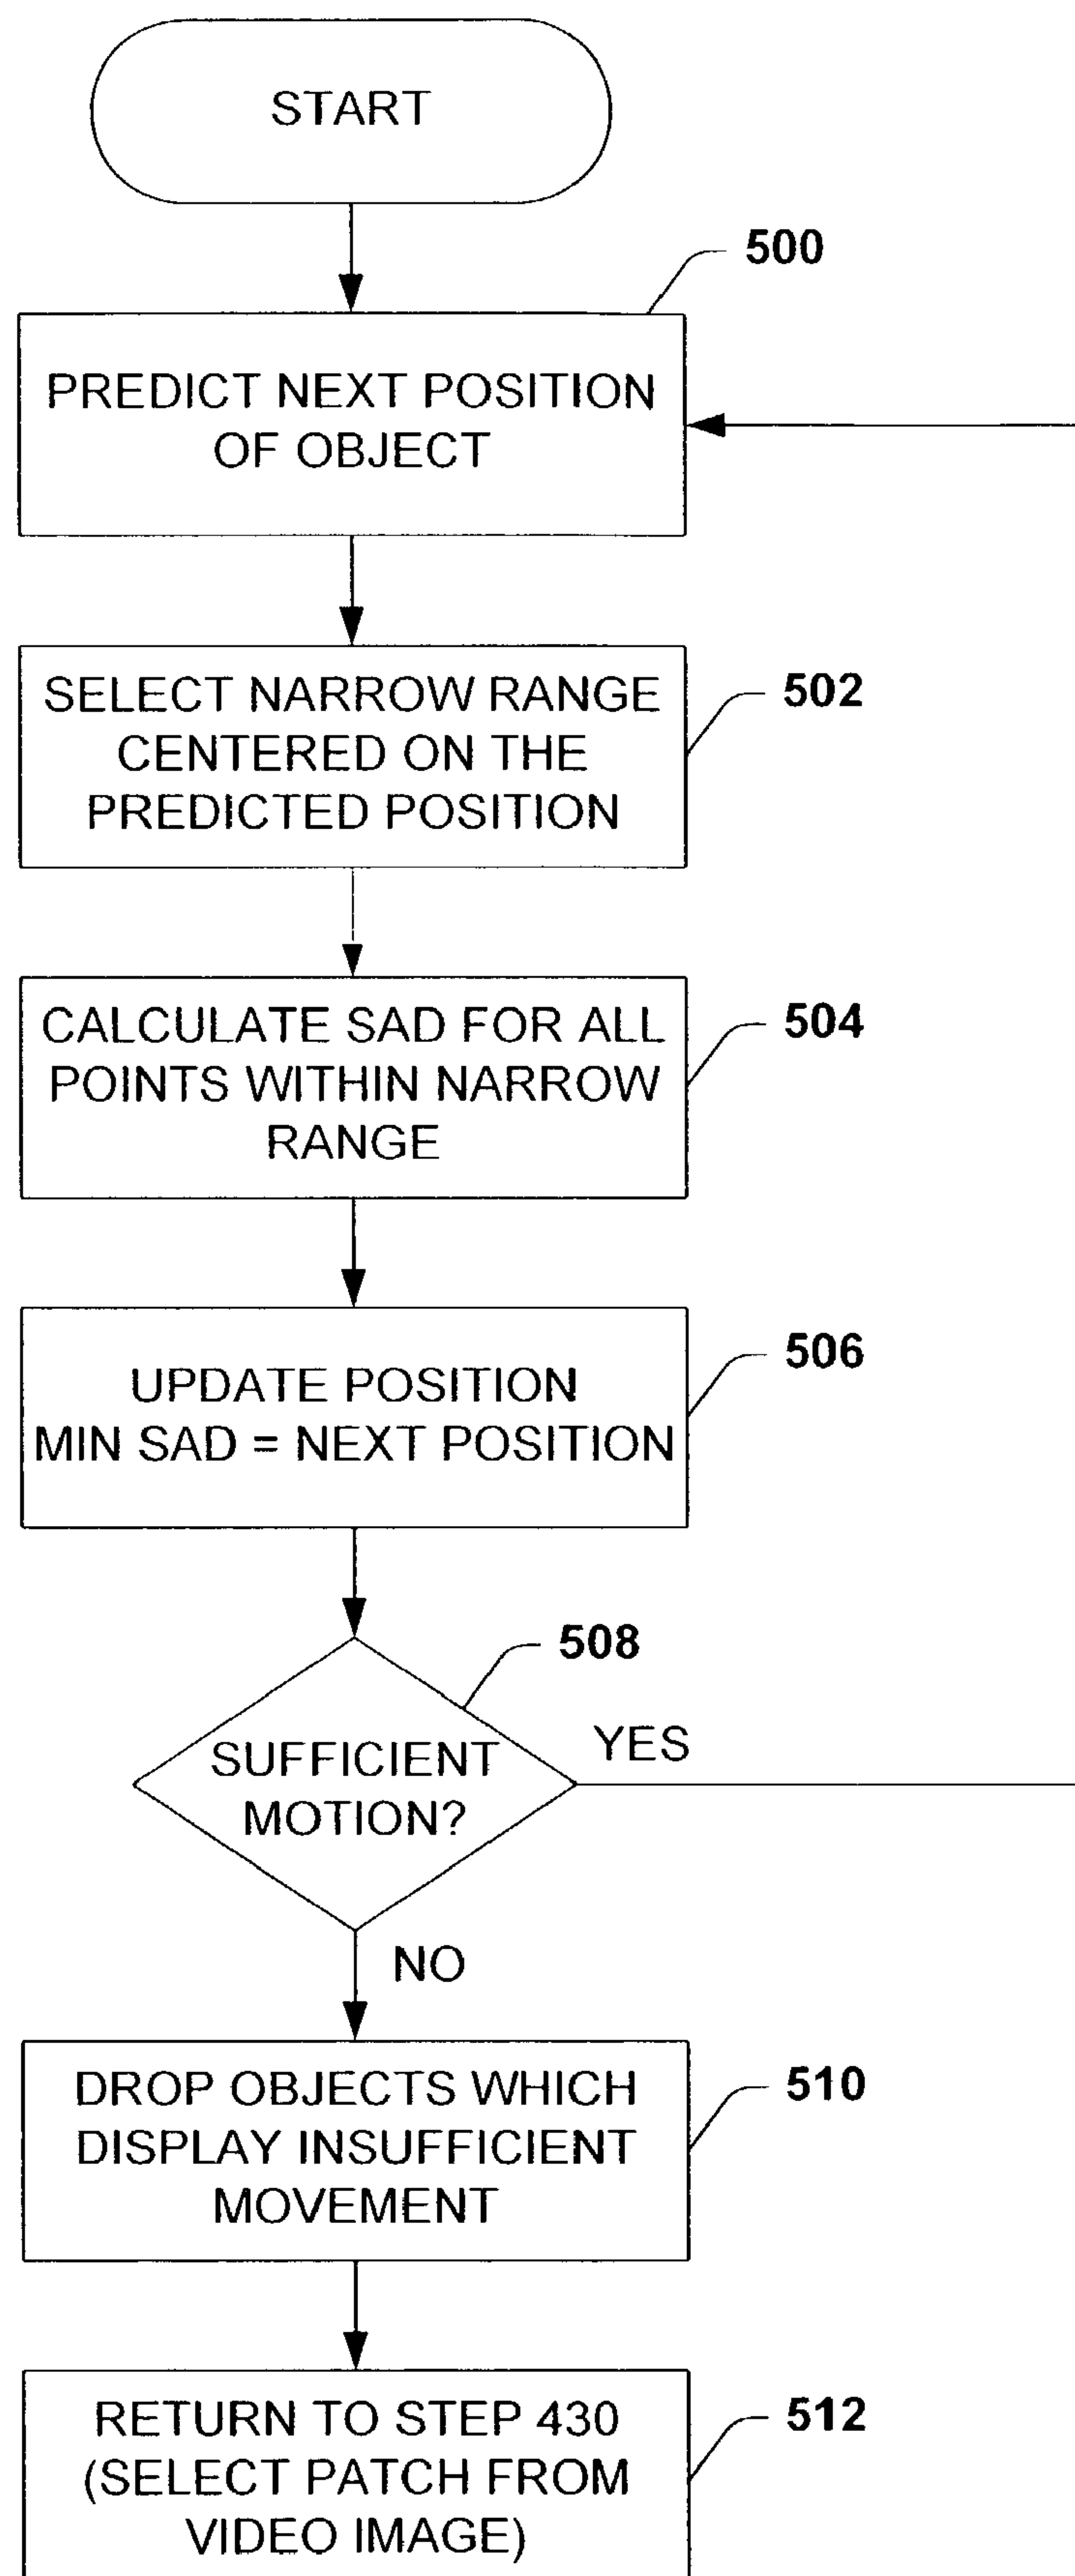 START
500
PREDICT NEXT POSITION
OF OBJECT
SELECT NARROW RANGE
CENTERED ON THE
PREDICTED POSITION
502
CALCULATE SAD FOR ALL
POINTS WITHIN NARROW
RANGE
504
UPDATE POSITION
MIN SAD = NEXT POSITION
506
508
SUFFICIENT
MOTION?
YES
NO
DROP OBJECTS WHICH
DISPLAY INSUFFICIENT
MOVEMENT
510
RETURN TO STEP 430
(SELECT PATCH FROM
VIDEO IMAGE)
512